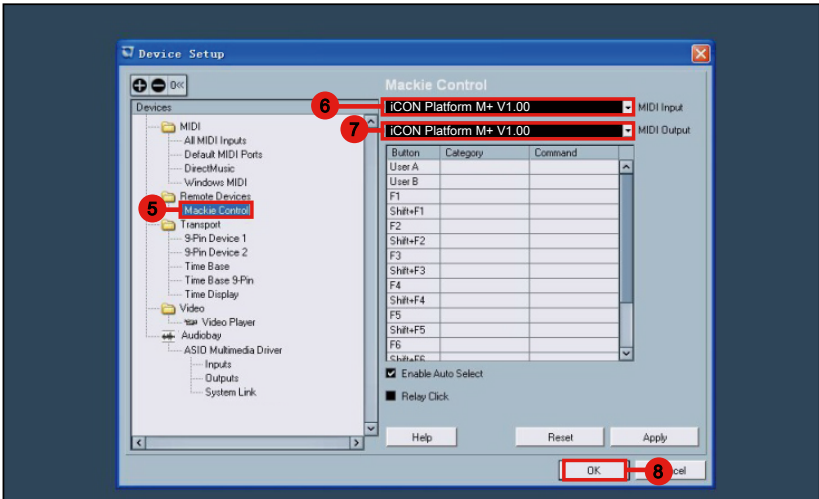 Device Setup
Devices
MIDI
All MIDI Inputs
Default MIDI Ports
DirectMusic
Windows MIDI
Remote Devices
5
Mackie Control
Transport
9-Pin Device 1
9-Pin Device 2
Time Base
Time Base 9-Pin
Time Display
Video
Video Player
Audiobay
ASIO Multimedia Driver
Inputs
Outputs
System Link
Mackie Control
6
iCON Platform M+ V1.00
MIDI Input
7
iCON Platform M+ V1.00
MIDI Output
Button Category Command
User A
User B
F1
Shift+F1
F2
Shift+F2
F3
Shift+F3
F4
Shift+F4
F5
Shift+F5
F6
Shift+F6
Enable Auto Select
Relay Click
Help Reset Apply
OK 8 cel